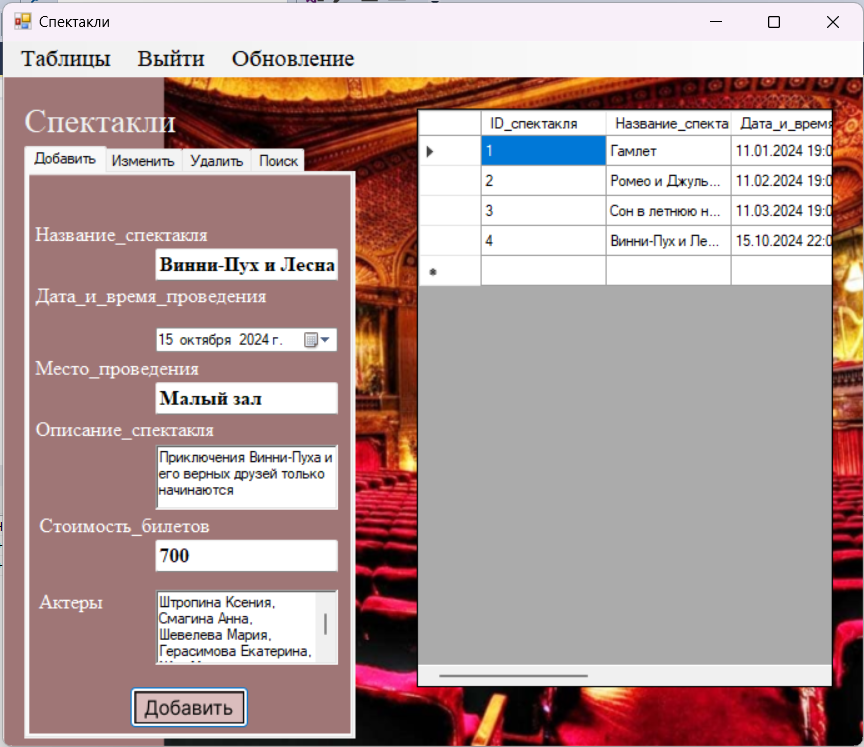 Спектакли
Таблицы Выйти Обновление
Спектакли
Добавить Изменить Удалить Поиск
Название_спектакля
Винни-Пух и Лесна
Дата_и_время_проведения
15 октября 2024 г.
Место_проведения
Малый зал
Описание_спектакля
Приключения Винни-Пуха и
его верных друзей только
начинаются
Стоимость_билетов
700
Актеры
Штропина Ксения,
Смагина Анна,
Шевелева Мария,
Герасимова Екатерина,
Добавить
ID_спектакля Название_спекта Дата_и_время
1 Гамлет 11.01.2024 19:0
2 Ромео и Джуль... 11.02.2024 19:0
3 Сон в летнюю н... 11.03.2024 19:0
4 Винни-Пух и Ле... 15.10.2024 22:0